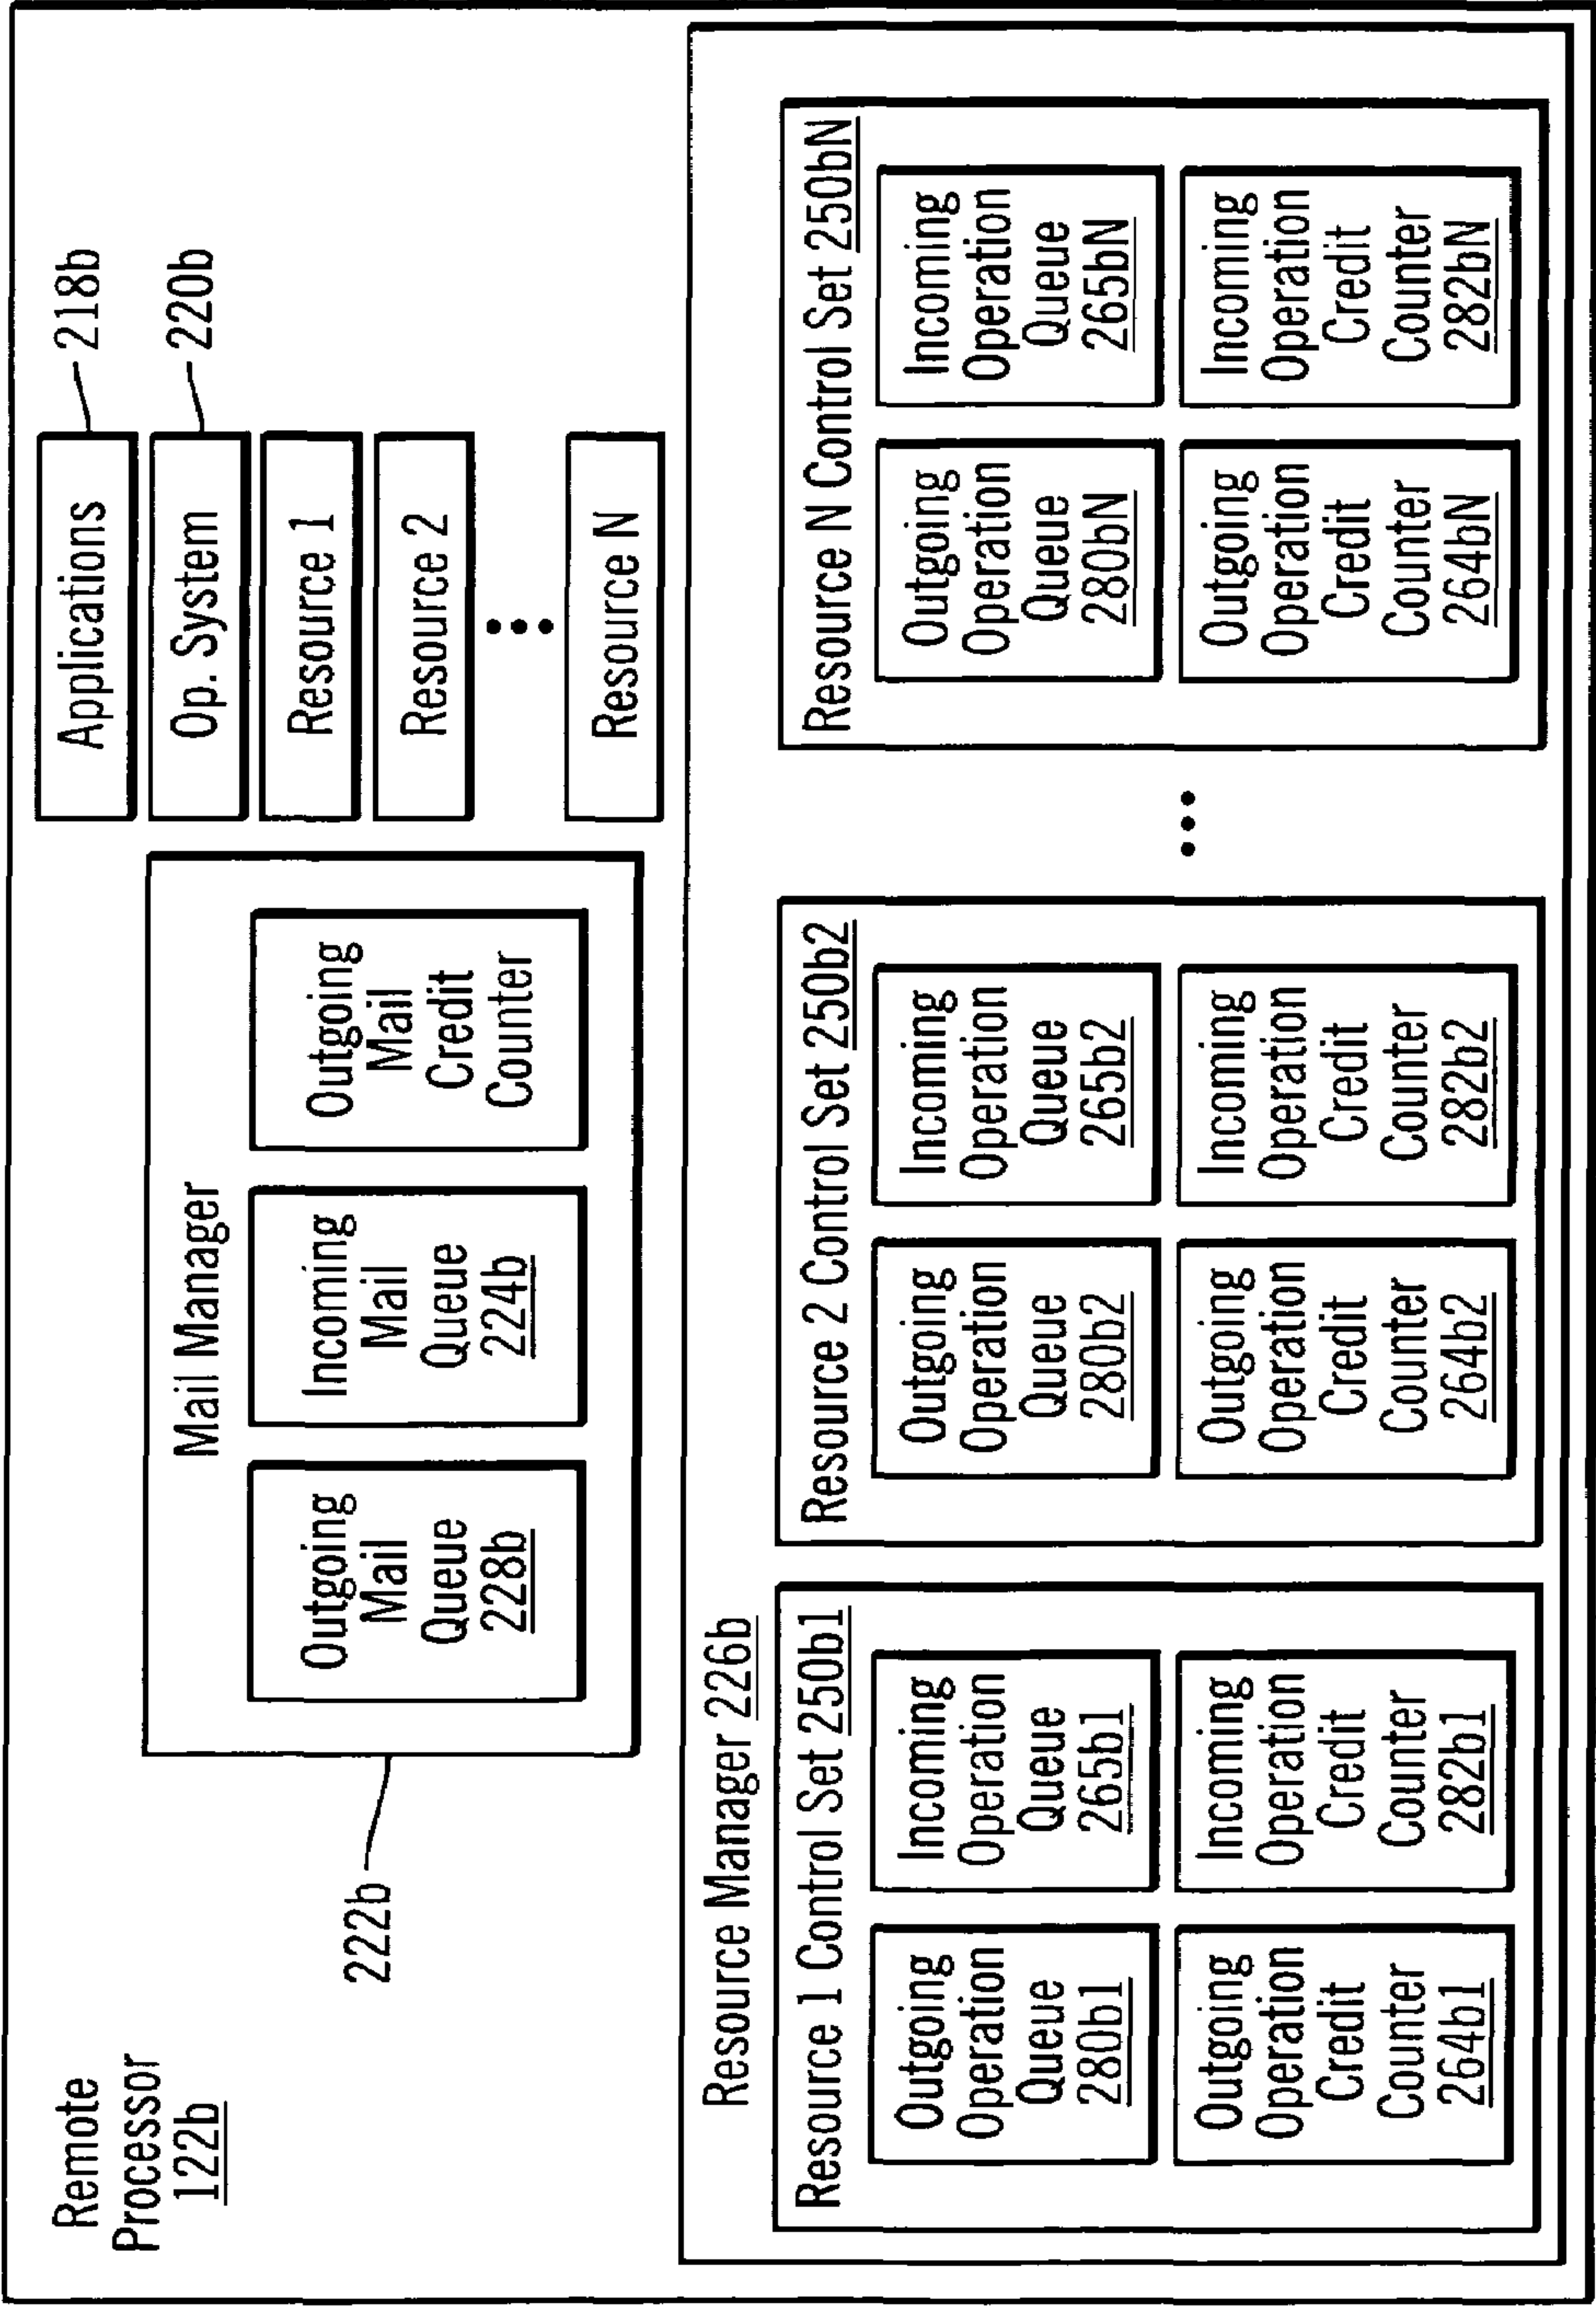 Remote
Processor
122b
222b
Mail Manager
Outgoing
Mail
Queue
228b
Incoming
Mail
Queue
224b
Outgoing
Mail
Credit
Counter
Applications
218b
Op. System
220b
Resource 1
Resource 2
Resource N
Resource Manager 226b
Resource 1 Control Set 250b1
Outgoing
Operation
Queue
280b1
Incoming
Operation
Queue
265b1
Outgoing
Operation
Credit
Counter
264b1
Incoming
Operation
Credit
Counter
282b1
Resource 2 Control Set 250b2
Outgoing
Operation
Queue
280b2
Incoming
Operation
Queue
265b2
Outgoing
Operation
Credit
Counter
264b2
Incoming
Operation
Credit
Counter
282b2
Resource N Control Set 250bN
Outgoing
Operation
Queue
280bN
Incoming
Operation
Queue
265bN
Outgoing
Operation
Credit
Counter
264bN
Incoming
Operation
Credit
Counter
282bN